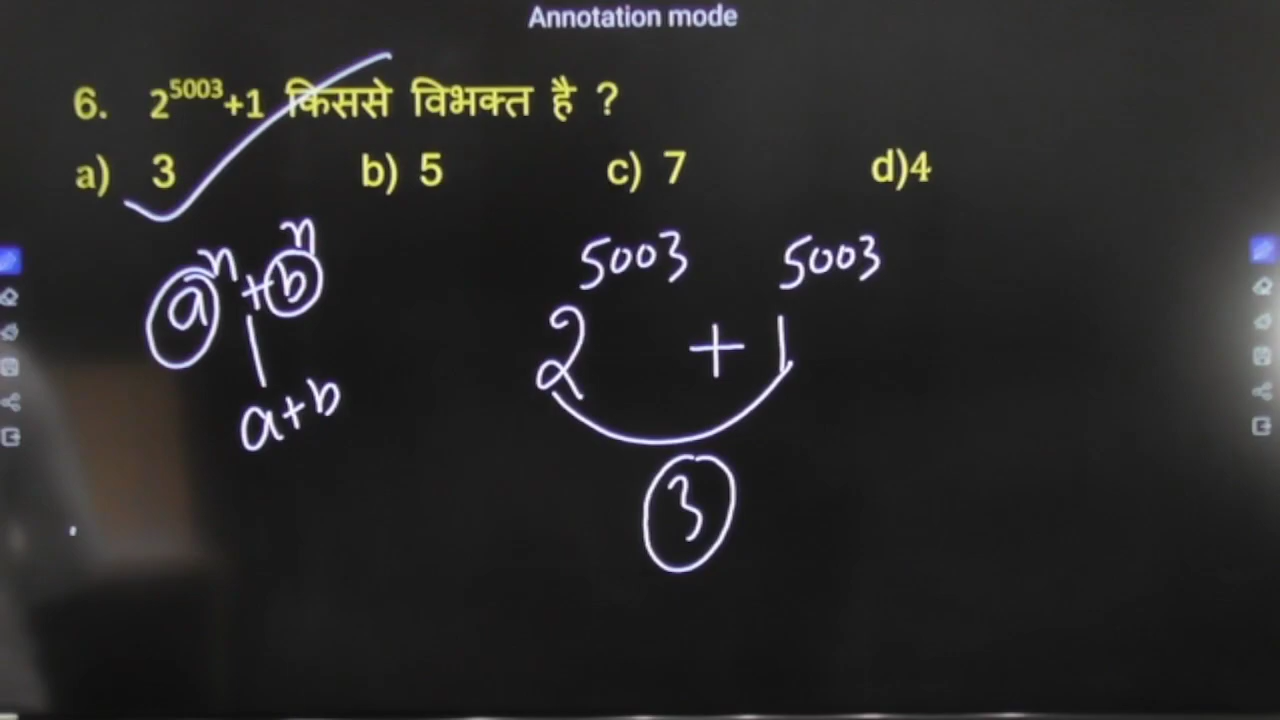 Annotation mode
6. 2^5003+1 किससे विभक्त है ?
a) 3 b) 5 c) 7 d)4
a^n+b^n
a+b
2^5003 + 1^5003
3